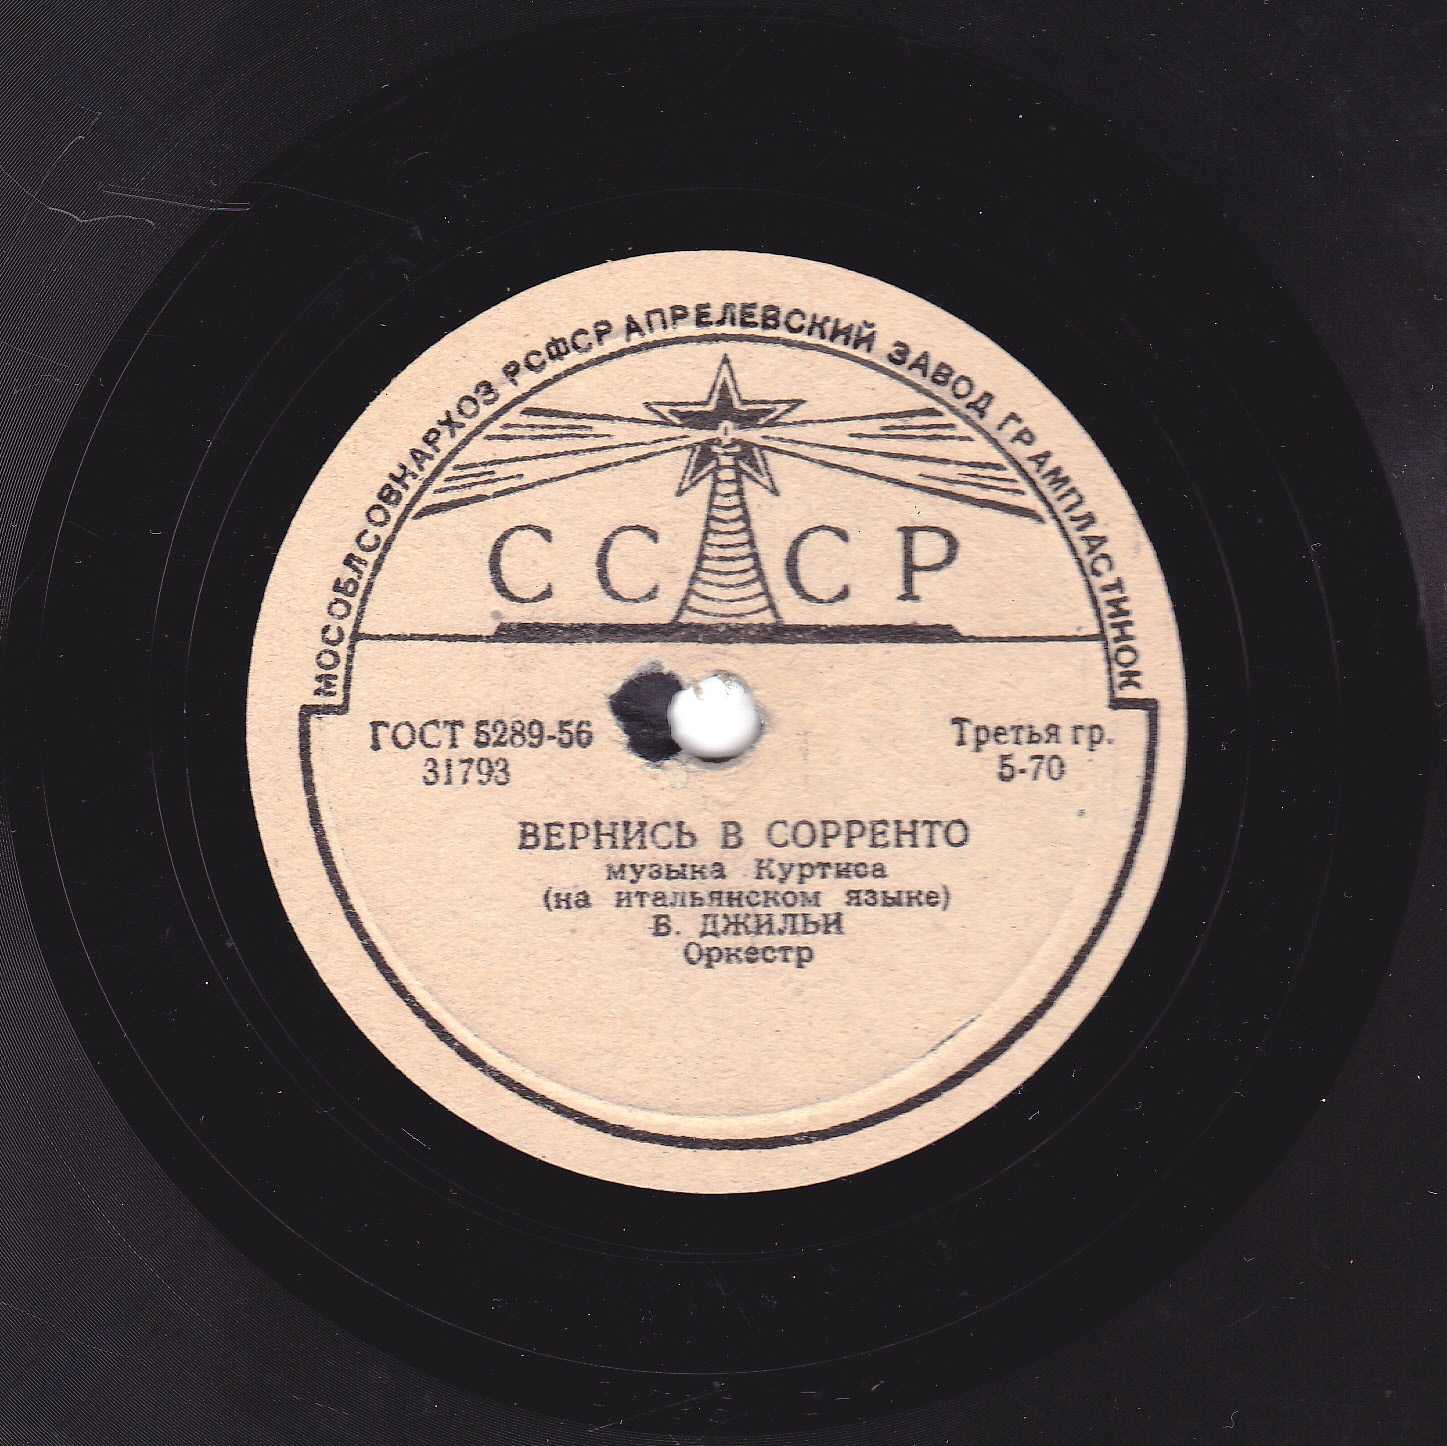 МОСОБЛСОВНАРХОЗ РСФСР АПРЕЛЕВСКИЙ ЗАВОД ГРАМПЛАСТИНОК
СССР
ГОСТ 5289-56
31793
Третья гр.
5-70
ВЕРНИСЬ В СОРРЕНТО
музыка Куртиса
(на итальянском языке)
Б. ДЖИЛЬИ
Оркестр